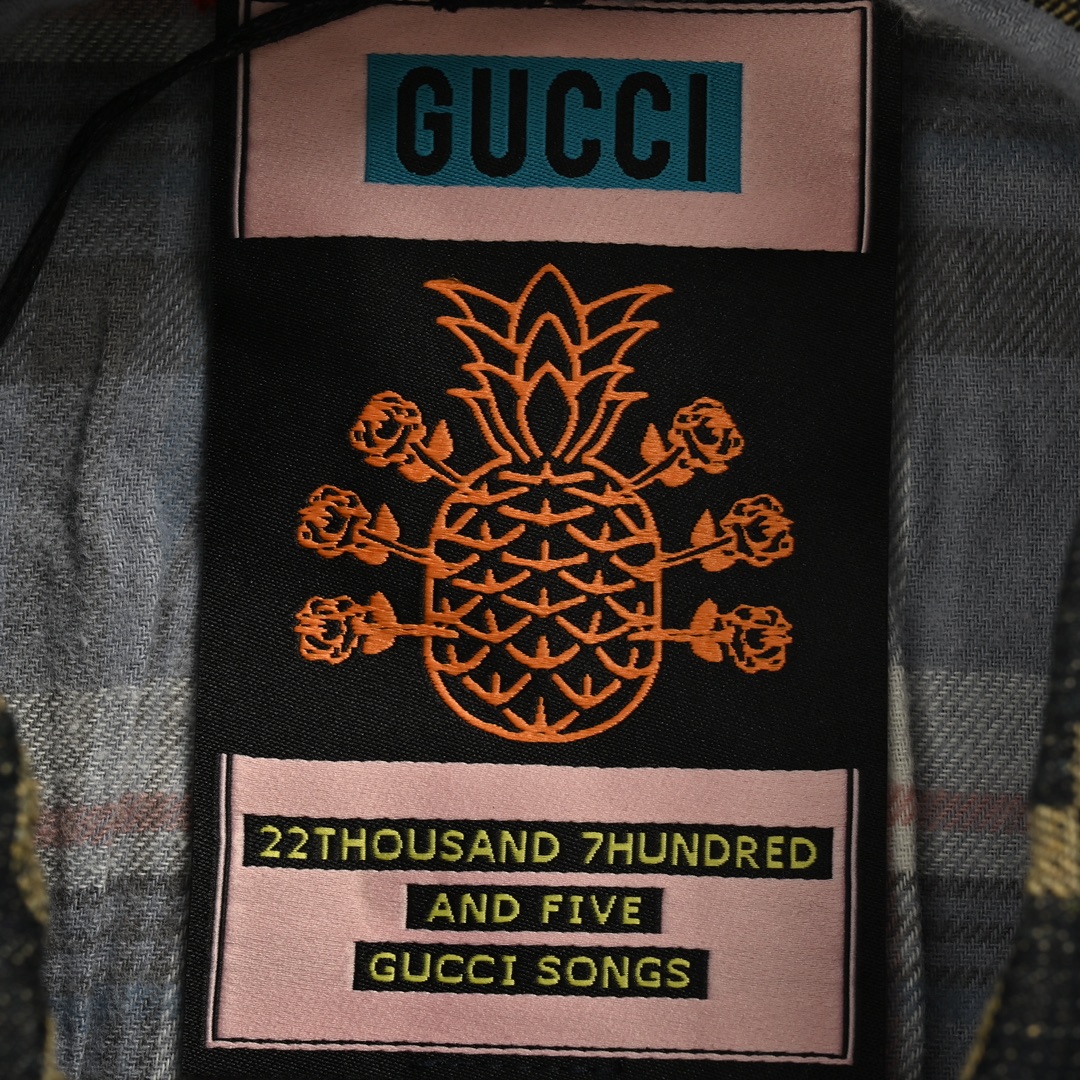 GUCCI
22THOUSAND 7HUNDRED
AND FIVE
GUCCI SONGS